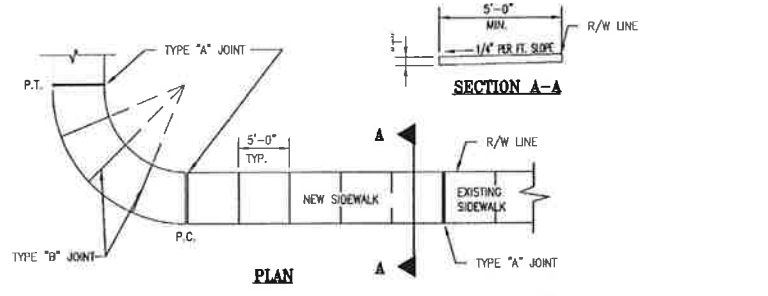 5'-0"
MIN.
R/W LINE
1/4" PER FT. SLOPE
SECTION A-A
TYPE "A" JOINT
P.T.
A
5'-0"
TYP.
R/W LINE
NEW SIDEWALK
EXISTING
SIDEWALK
P.C.
TYPE "B" JOINT
PLAN
A
TYPE "A" JOINT